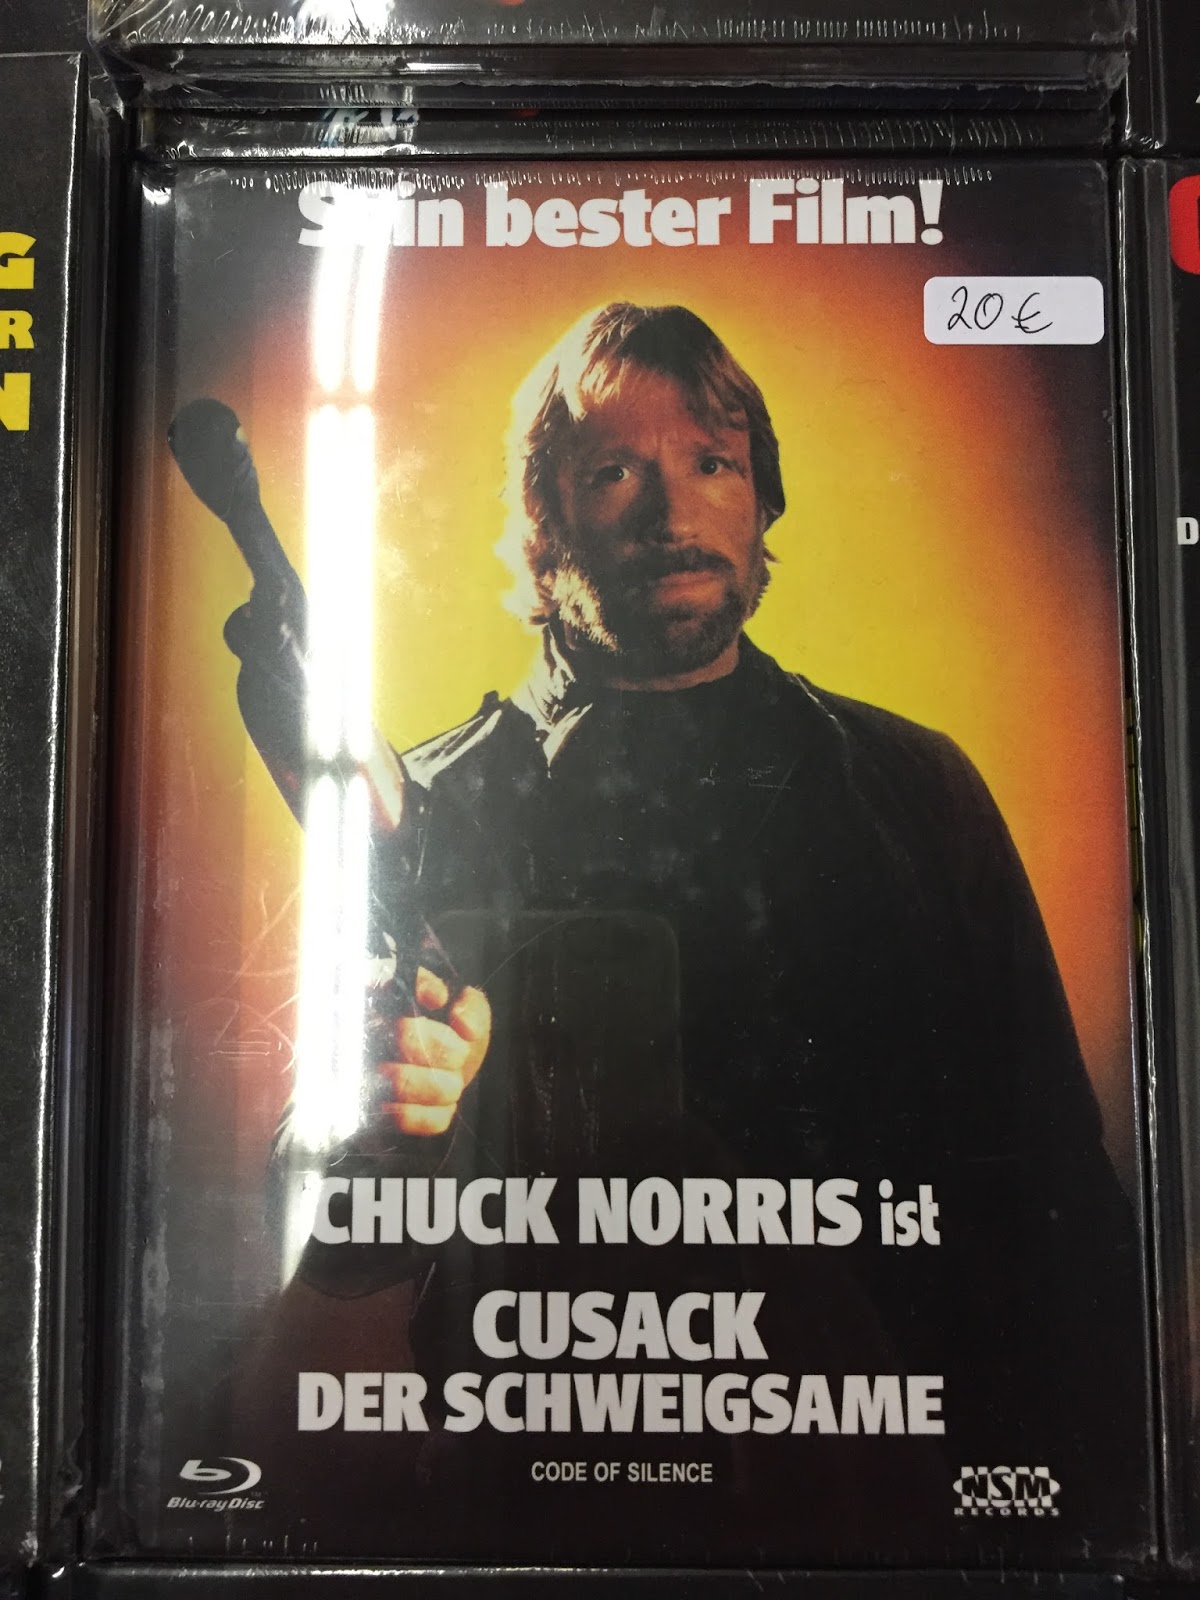 Sein bester Film!
20€
CHUCK NORRIS ist
CUSACK
DER SCHWEIGSAME
CODE OF SILENCE
Blu-ray Disc
NSM
RECORDS
G
R
N
D